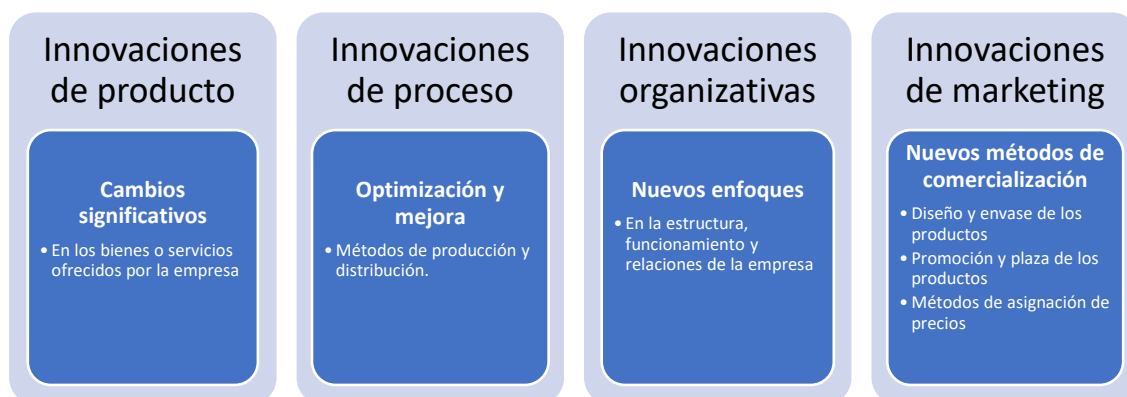 Innovaciones
de producto
Cambios
significativos
• En los bienes o servicios
ofrecidos por la empresa
Innovaciones
de proceso
Optimización y
mejora
• Métodos de producción y
distribución.
Innovaciones
organizativas
Nuevos enfoques
• En la estructura,
funcionamiento y
relaciones de la empresa
Innovaciones
de marketing
Nuevos métodos de
comercialización
• Diseño y envase de los
productos
• Promoción y plaza de los
productos
• Métodos de asignación de
precios